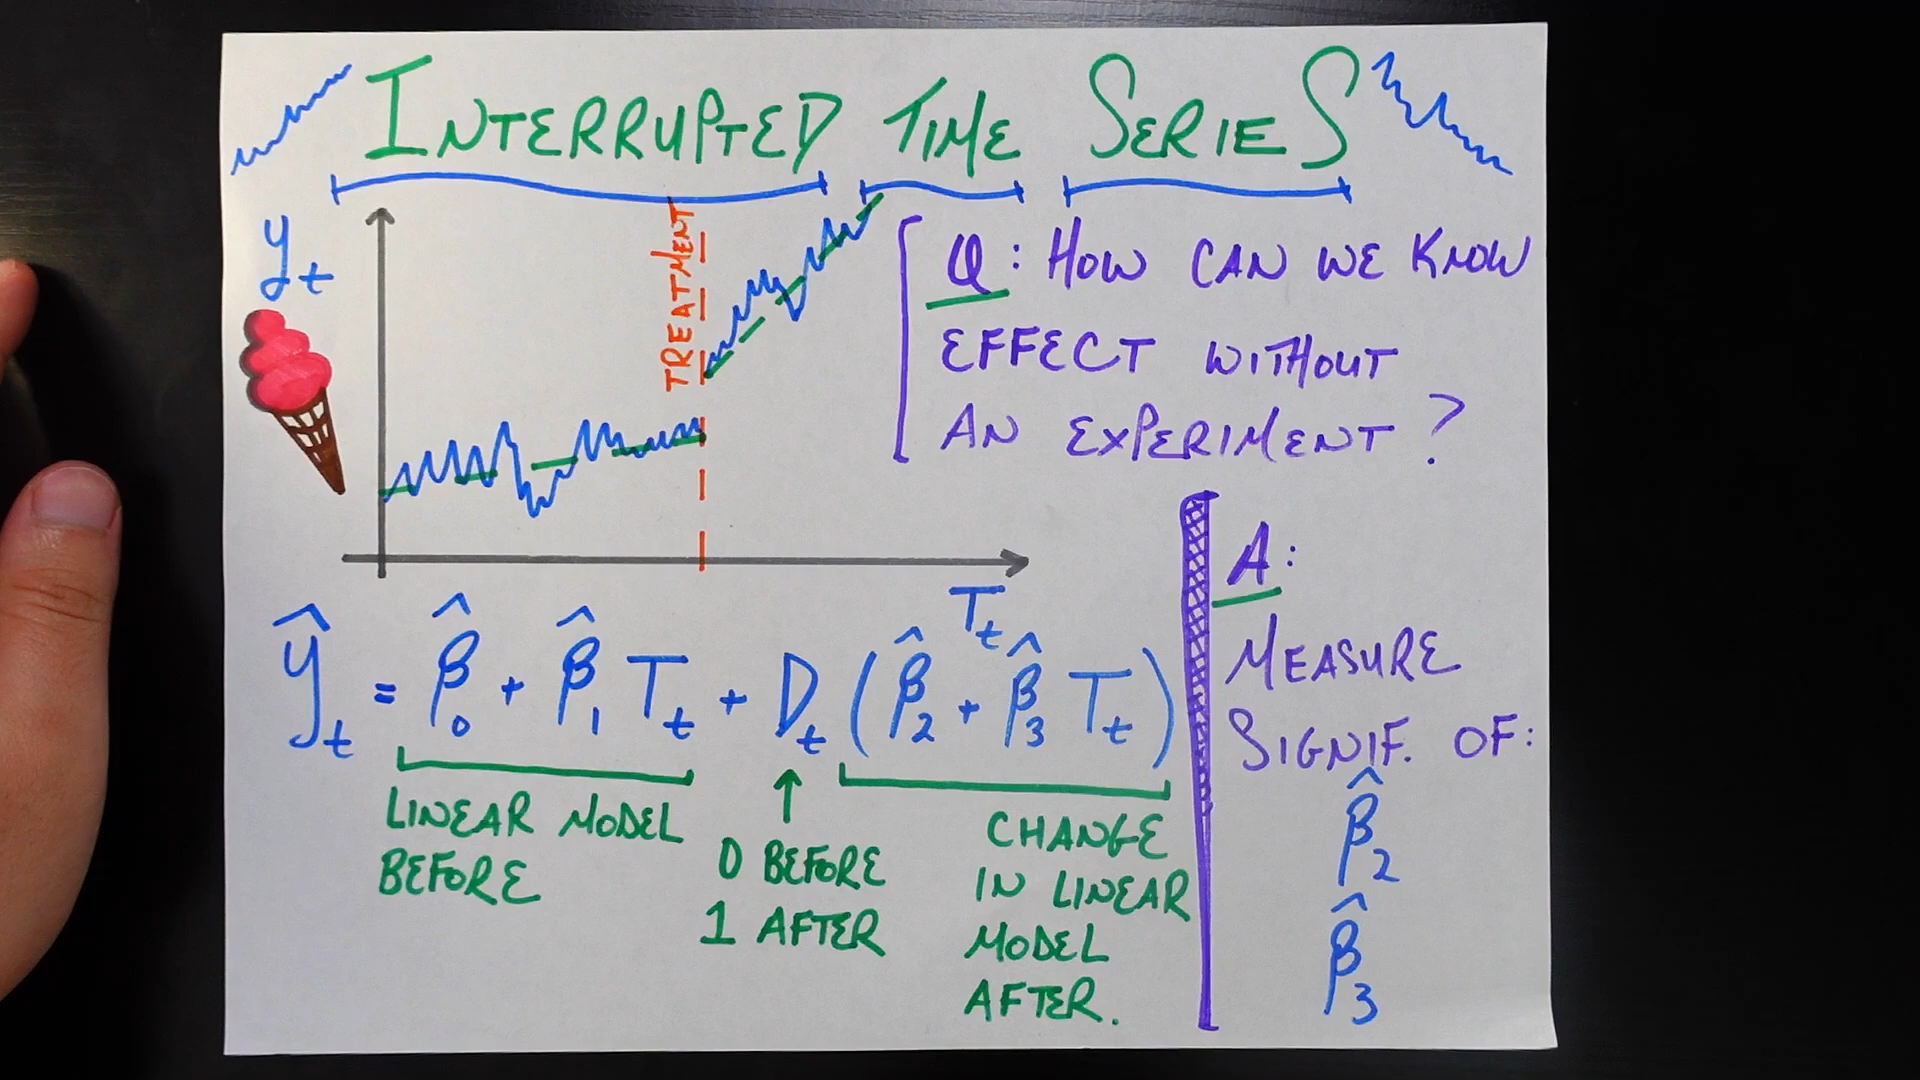 INTERRUPTED TIME SERIES
y_t
TREATMENT
T_t
Q: HOW CAN WE KNOW
EFFECT WITHOUT
AN EXPERIMENT?
ŷ_t = β̂_0 + β̂_1 T_t + D_t (β̂_2 + β̂_3 T_t)
LINEAR MODEL
BEFORE
↑
0 BEFORE
1 AFTER
CHANGE
IN LINEAR
MODEL
AFTER.
A:
MEASURE
SIGNIF. OF:
β̂_2
β̂_3